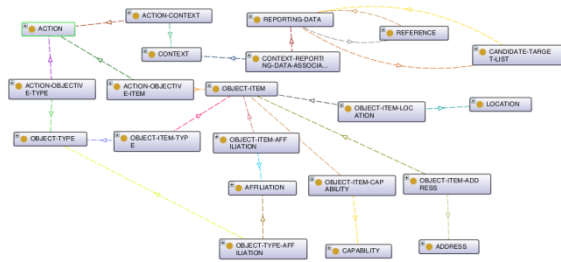 ACTION
ACTION-CONTEXT
REPORTING-DATA
REFERENCE
CONTEXT
CONTEXT-REPORTI
NG-DATA-ASSOCIA...
CANDIDATE-TARGE
T-LIST
ACTION-OBJECTIV
E-TYPE
ACTION-OBJECTIV
E-ITEM
OBJECT-ITEM
OBJECT-ITEM-LOC
ATION
LOCATION
OBJECT-TYPE
OBJECT-ITEM-TYP
E
OBJECT-ITEM-AFF
ILIATION
AFFILIATION
OBJECT-ITEM-CAP
ABILITY
OBJECT-ITEM-ADD
RESS
OBJECT-TYPE-AFF
ILIATION
CAPABILITY
ADDRESS